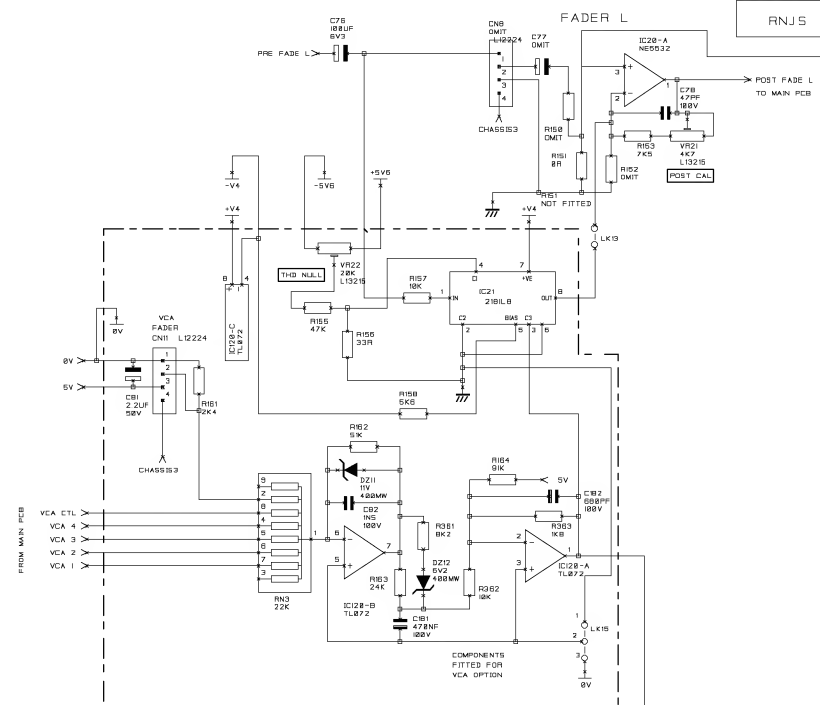 FADER L
RNJS
C76
100UF
6V3
PRE FADE L
CN8
OMIT
L12224
1
2
3
4
CHASSIS3
C77
OMIT
R150
OMIT
R151
0R
R151
NOT FITTED
IC20-A
NE5532
3
+
2
-
1
POST FADE L
TO MAIN PCB
C78
47PF
100V
R153
7K5
VR21
4K7
L13215
POST CAL
R152
OMIT
LK13
-V4
+V4
8
4
+
-
IC120-C
TL072
-5V6
+5V6
THD NULL
VR22
20K
L13215
R155
47K
R156
33R
R157
10K
+V4
4
7
CI
+VE
1
IN
IC21
2181LB
OUT
8
C2
BIAS
C3
2
5
3
6
R158
5K6
0V
VCA
FADER
CN11 L12224
1
2
3
4
0V
5V
C81
2.2UF
50V
R161
2K4
CHASSIS3
FROM MAIN PCB
VCA CTL
VCA 4
VCA 3
VCA 2
VCA 1
9
2
8
4
5
6
7
3
1
RN3
22K
R162
51K
DZ11
11V
400MW
C82
1N5
100V
6
-
5
+
7
IC120-B
TL072
R163
24K
R361
8K2
DZ12
6V2
400MW
C181
470NF
100V
R164
91K
5V
C182
680PF
100V
R363
1K8
R362
10K
2
-
3
+
1
IC120-A
TL072
1
2
3
LK15
0V
COMPONENTS
FITTED FOR
VCA OPTION